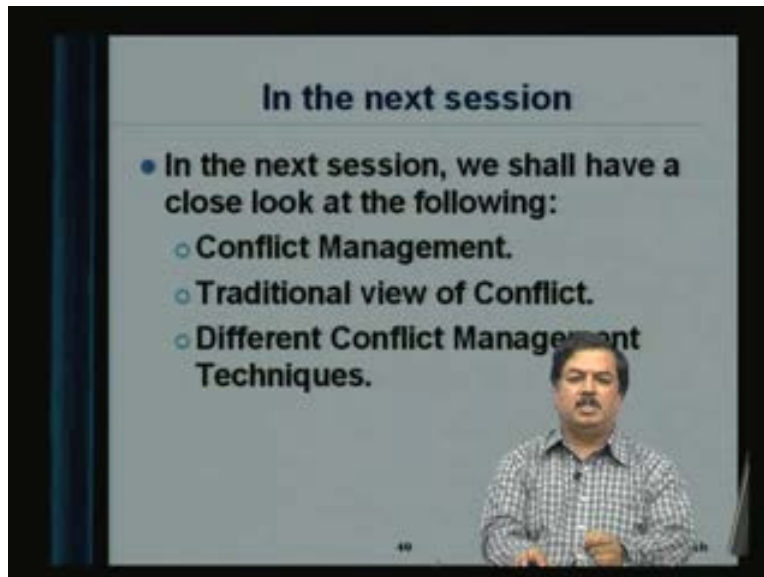 In the next session
In the next session, we shall have a
close look at the following:
Conflict Management.
Traditional view of Conflict.
Different Conflict Management
Techniques.